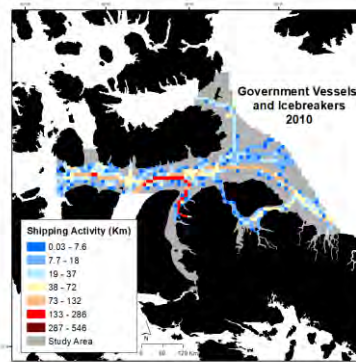 Government Vessels
and Icebreakers
2010
Shipping Activity (Km)
0.03 - 7.6
7.7 - 18
19 - 37
38 - 72
73 - 132
133 - 286
287 - 546
Study Area
N